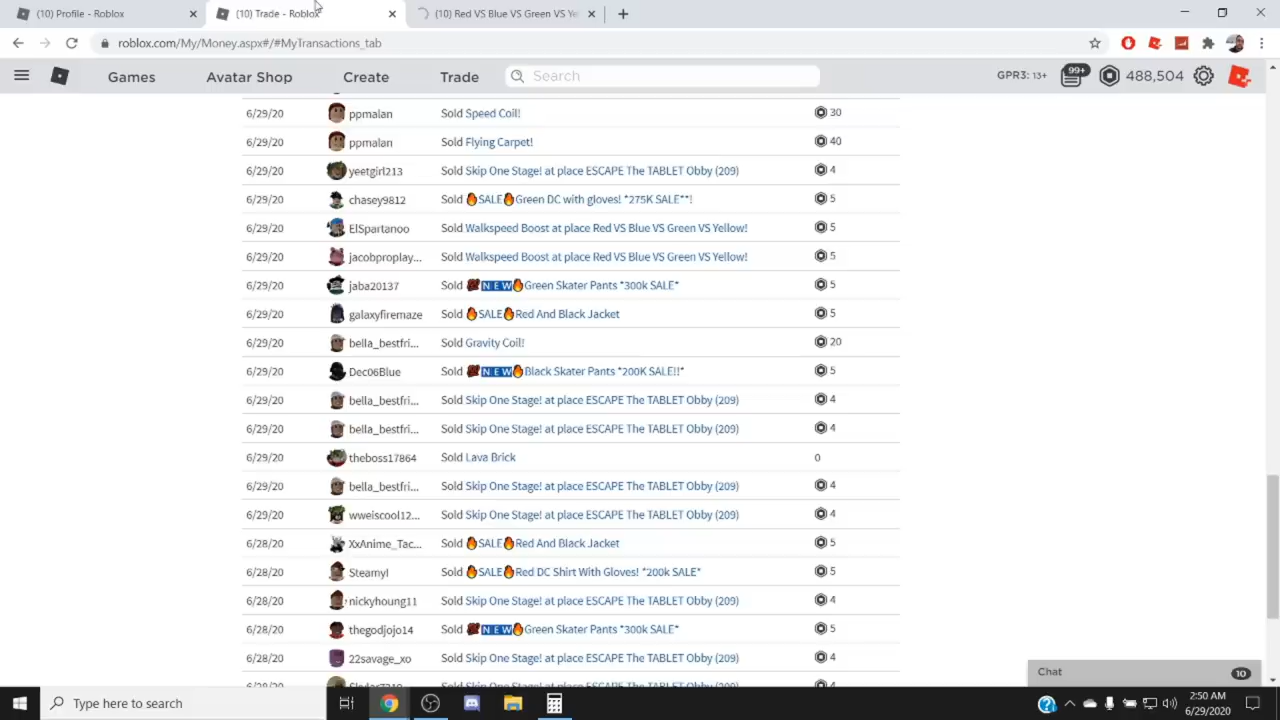 (10) Profile - Roblox
(10) Trade - Roblox
(10) Red VS Blue VS Green VS Ye
roblox.com/My/Money.aspx#/#MyTransactions_tab
Games Avatar Shop Create Trade Search GPR3: 13+ 99+ 488,504
6/29/20 ppmalan Sold Speed Coil! 30
6/29/20 ppmalan Sold Flying Carpet! 40
6/29/20 yeetgirl213 Sold Skip One Stage! at place ESCAPE The TABLET Obby (209) 4
6/29/20 chasey9812 Sold 🔥SALE🔥Green DC with gloves! *275K SALE**! 5
6/29/20 ElSpartanoo Sold Walkspeed Boost at place Red VS Blue VS Green VS Yellow! 5
6/29/20 jacobproplay... Sold Walkspeed Boost at place Red VS Blue VS Green VS Yellow! 5
6/29/20 jaba20137 Sold 💥🇳🇪🇼🔥Green Skater Pants *300k SALE* 5
6/29/20 galaxyfiremaze Sold 🔥SALE🔥Red And Black Jacket 5
6/29/20 bella_bestfri... Sold Gravity Coil! 20
6/29/20 Dec06Blue Sold 💥🇳🇪🇼🔥Black Skater Pants *200K SALE!!* 5
6/29/20 bella_bestfri... Sold Skip One Stage! at place ESCAPE The TABLET Obby (209) 4
6/29/20 bella_bestfri... Sold Skip One Stage! at place ESCAPE The TABLET Obby (209) 4
6/29/20 theboss17864 Sold Lava Brick 0
6/29/20 bella_bestfri... Sold Skip One Stage! at place ESCAPE The TABLET Obby (209) 4
6/29/20 wweiscool12... Sold Skip One Stage! at place ESCAPE The TABLET Obby (209) 4
6/28/20 XxAnime_Tac... Sold 🔥SALE🔥Red And Black Jacket 5
6/28/20 Steamyl Sold 🔥SALE🔥Red DC Shirt With Gloves! *200k SALE* 5
6/28/20 nickyhoung11 Sold Skip One Stage! at place ESCAPE The TABLET Obby (209) 4
6/28/20 thegodjojo14 Sold 💥🇳🇪🇼🔥Green Skater Pants *300k SALE* 5
6/28/20 22savage_xo Sold Skip One Stage! at place ESCAPE The TABLET Obby (209) 4
Chat 10
Type here to search
2:50 AM
6/29/2020